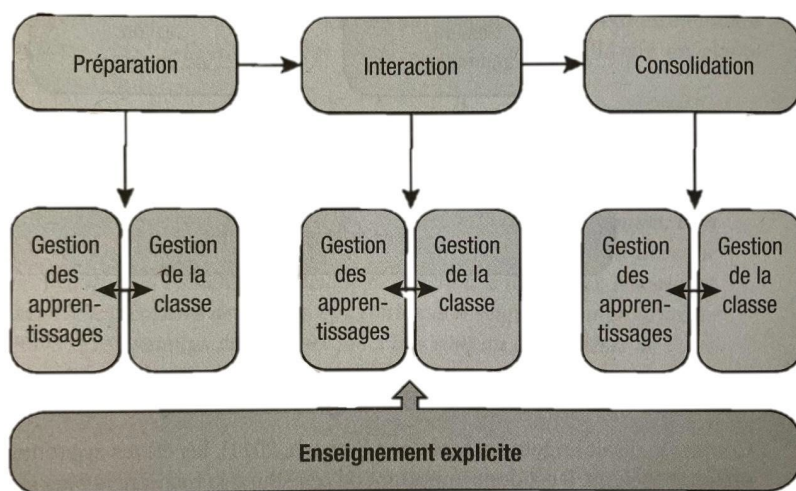 Préparation
Interaction
Consolidation
Gestion
des
appren-
tissages
Gestion
de la
classe
Gestion
des
appren-
tissages
Gestion
de la
classe
Gestion
des
appren-
tissages
Gestion
de la
classe
Enseignement explicite